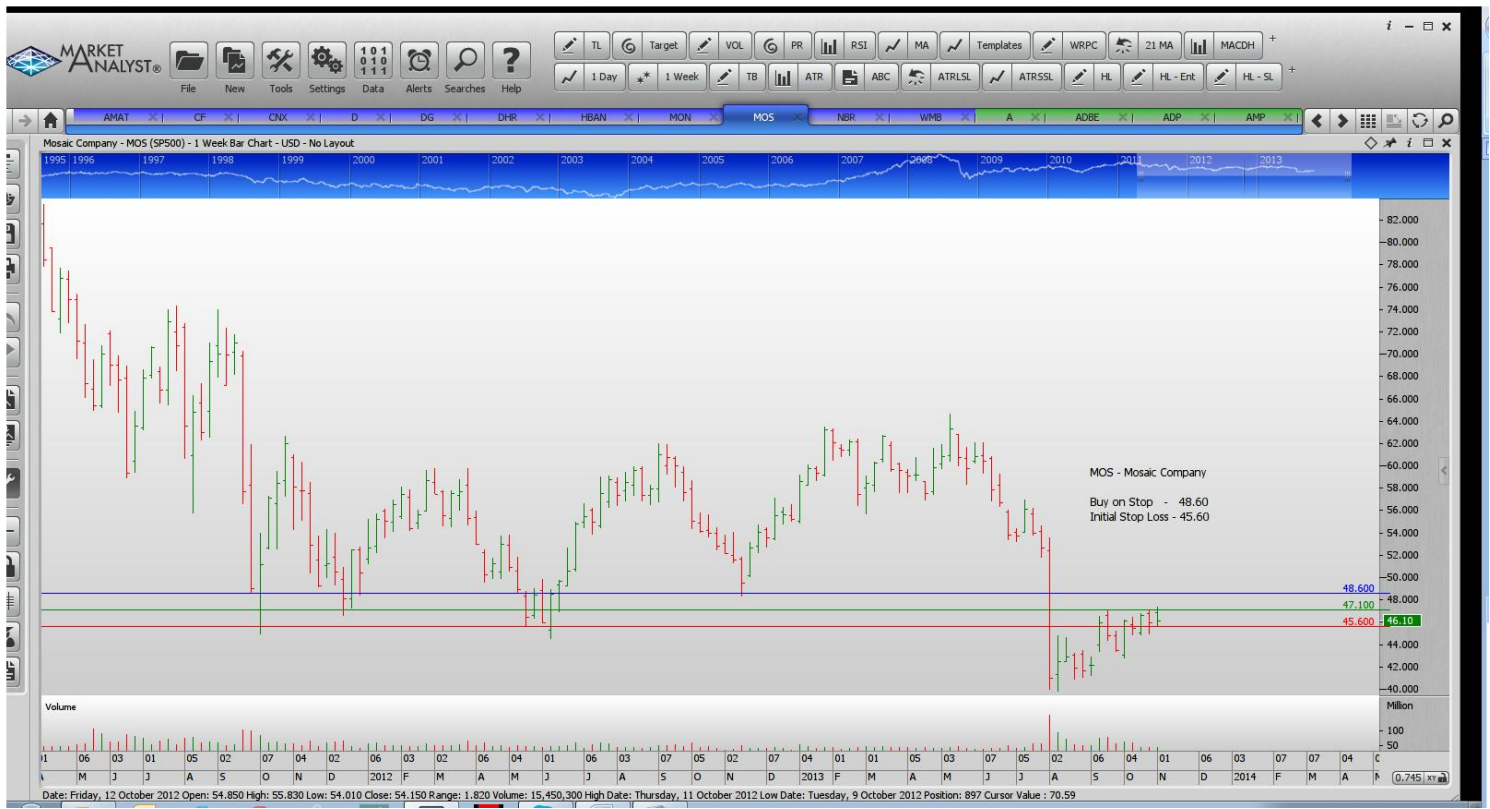 i
MARKET
ANALYST®
File New Tools Settings Data Alerts Searches Help
101
010
111
TL Target VOL PR RSI MA Templates WRPC 21 MA MACDH +
1 Day 1 Week TB ATR ABC ATRLSL ATRSSL HL HL - Ent HL - SL +
AMAT CF CNX D DG DHR HBAN MON MOS NBR WMB A ADBE ADP AMP
Mosaic Company - MOS (SP500) - 1 Week Bar Chart - USD - No Layout
1995 1996 1997 1998 1999 2000 2001 2002 2003 2004 2005 2006 2007 2008 2009 2010 2011 2012 2013
82.000
80.000
78.000
76.000
74.000
72.000
70.000
68.000
66.000
64.000
62.000
60.000
58.000
56.000
54.000
52.000
50.000
48.000
46.10
44.000
42.000
40.000
MOS - Mosaic Company
Buy on Stop - 48.60
Initial Stop Loss - 45.60
48.600
47.100
45.600
Volume
Million
100
50
06 03 01 05 02 07 04 02 06 03 02 06 04 01 06 03 07 05 02 07 04 01 01 05 03 07 05 02 06 04 01 06 03 07 07 04
M J J A S O N D 2012 F M A M J J A S O N D 2013 F M A M J J A S O N D 2014 F M A
0.745 XY
Date: Friday, 12 October 2012 Open: 54.850 High: 55.830 Low: 54.010 Close: 54.150 Range: 1.820 Volume: 15,450,300 High Date: Thursday, 11 October 2012 Low Date: Tuesday, 9 October 2012 Position: 897 Cursor Value : 70.59